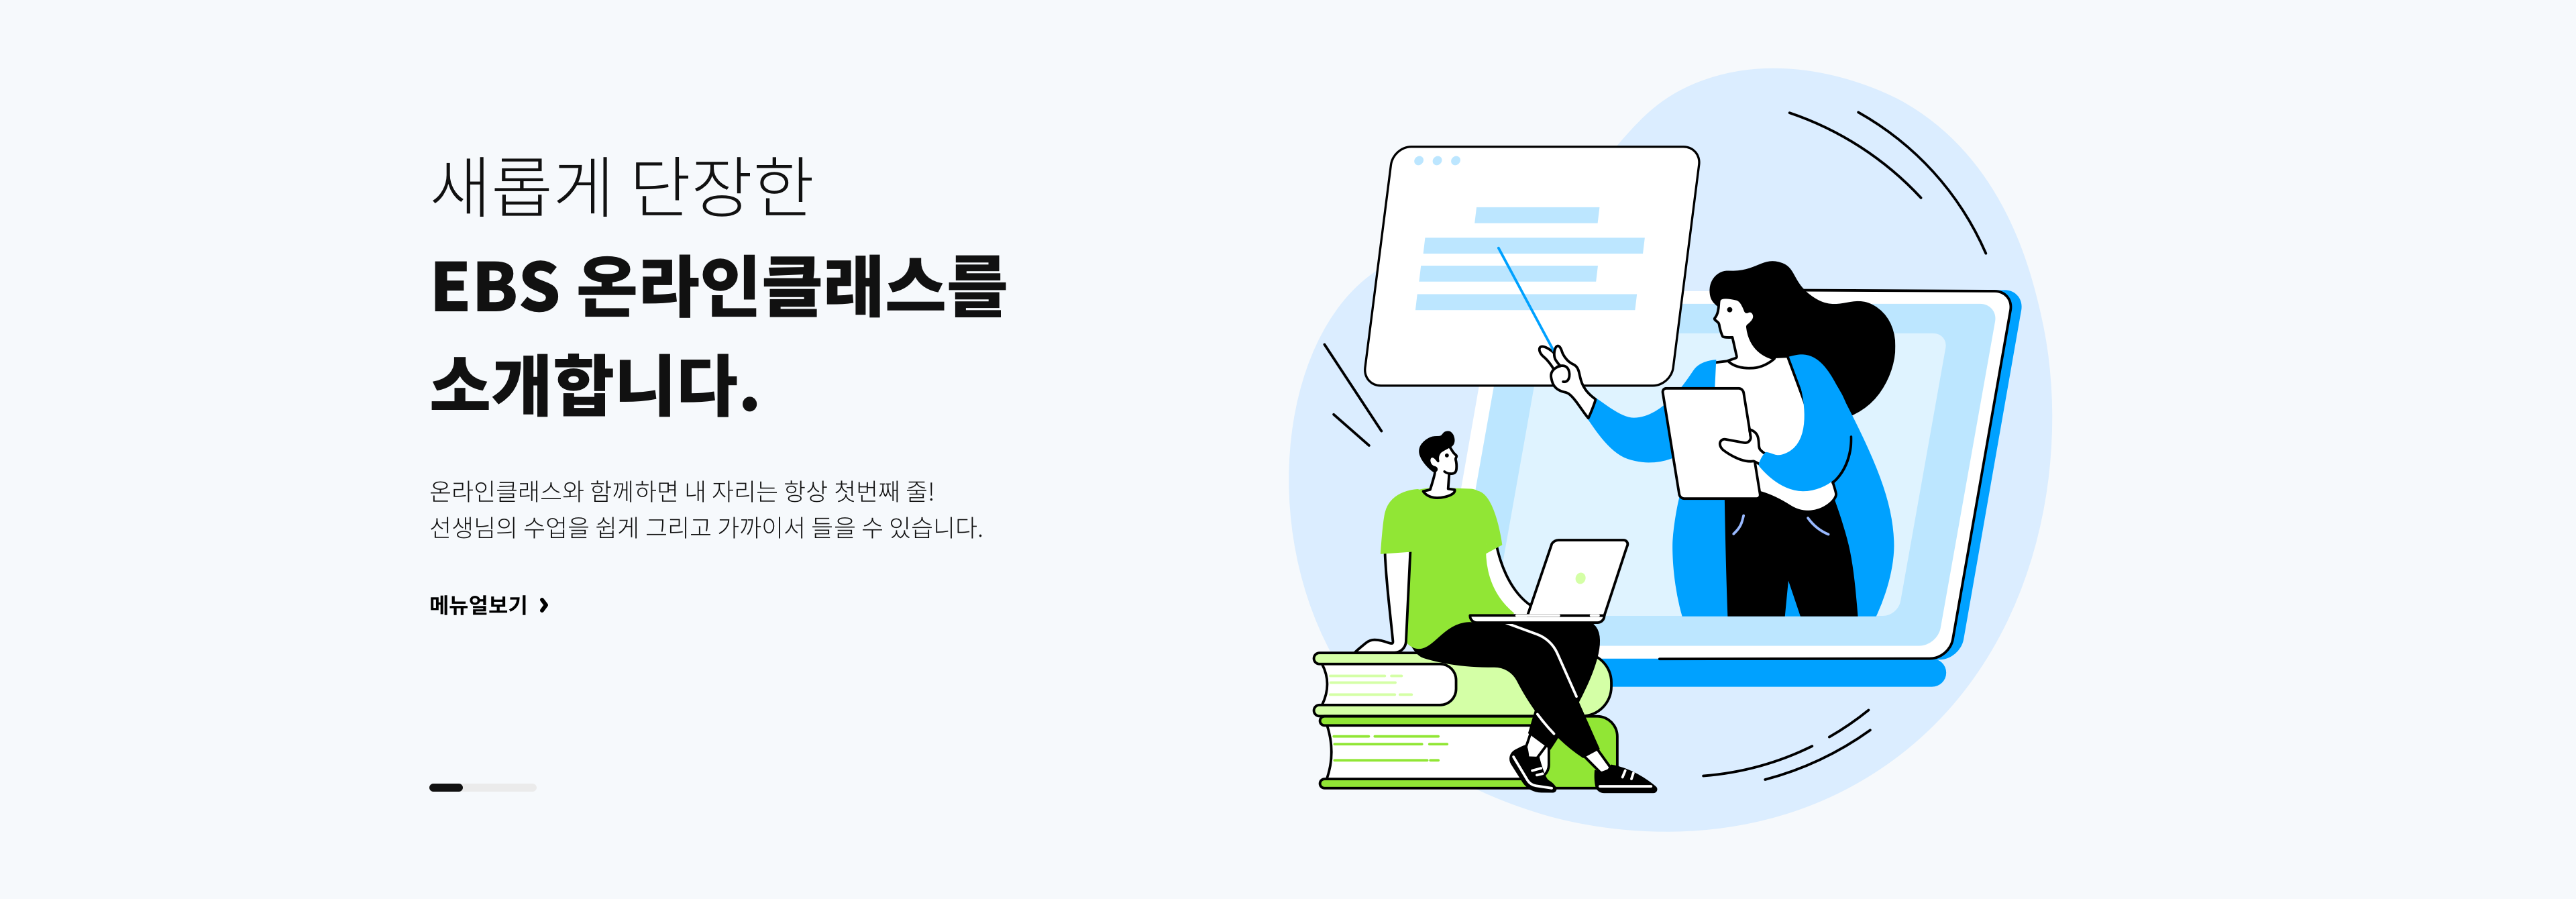 새롭게 단장한
EBS 온라인클래스를
소개합니다.
온라인클래스와 함께하면 내 자리는 항상 첫번째 줄!
선생님의 수업을 쉽게 그리고 가까이서 들을 수 있습니다.
메뉴얼보기